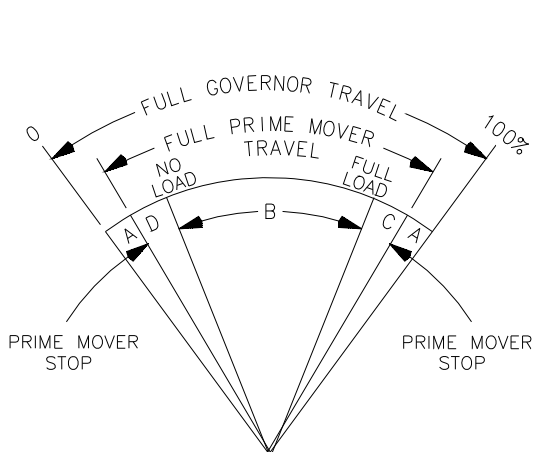 FULL GOVERNOR TRAVEL
0
100%
FULL PRIME MOVER
TRAVEL
NO
LOAD
FULL
LOAD
A
D
B
C
A
PRIME MOVER
STOP
PRIME MOVER
STOP